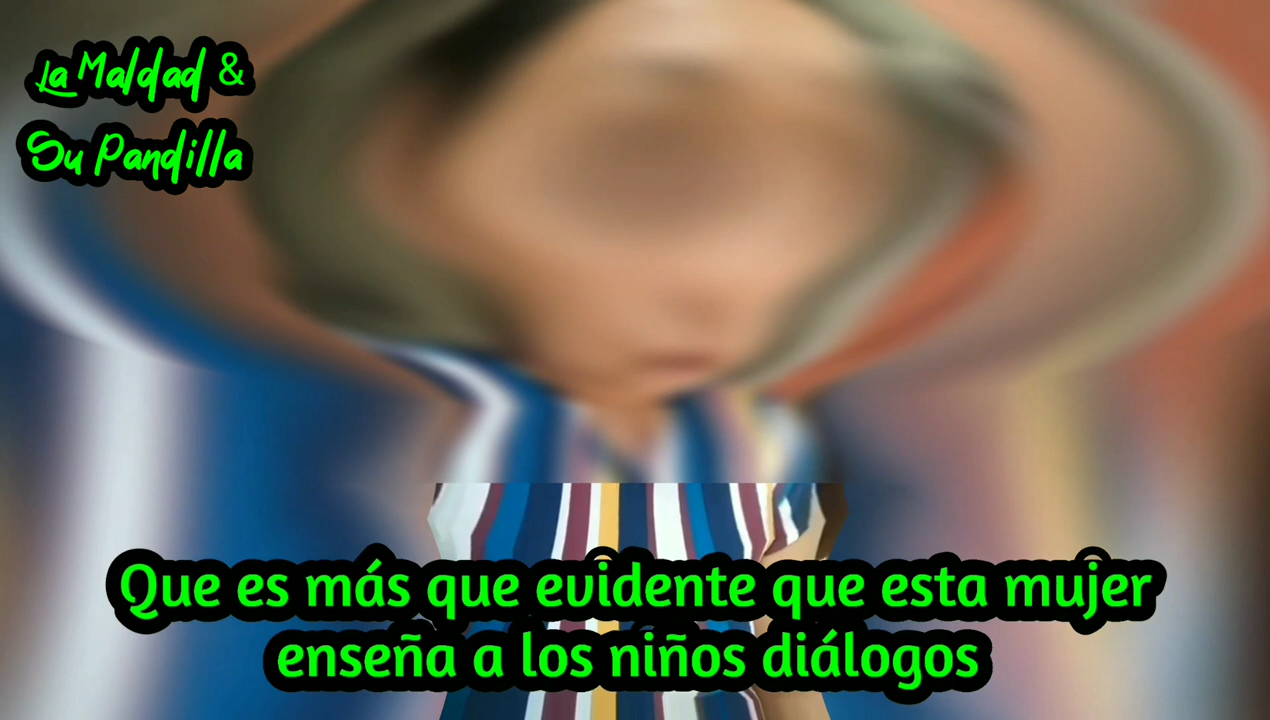 La Maldad &
Su Pandilla
Que es más que evidente que esta mujer
enseña a los niños diálogos